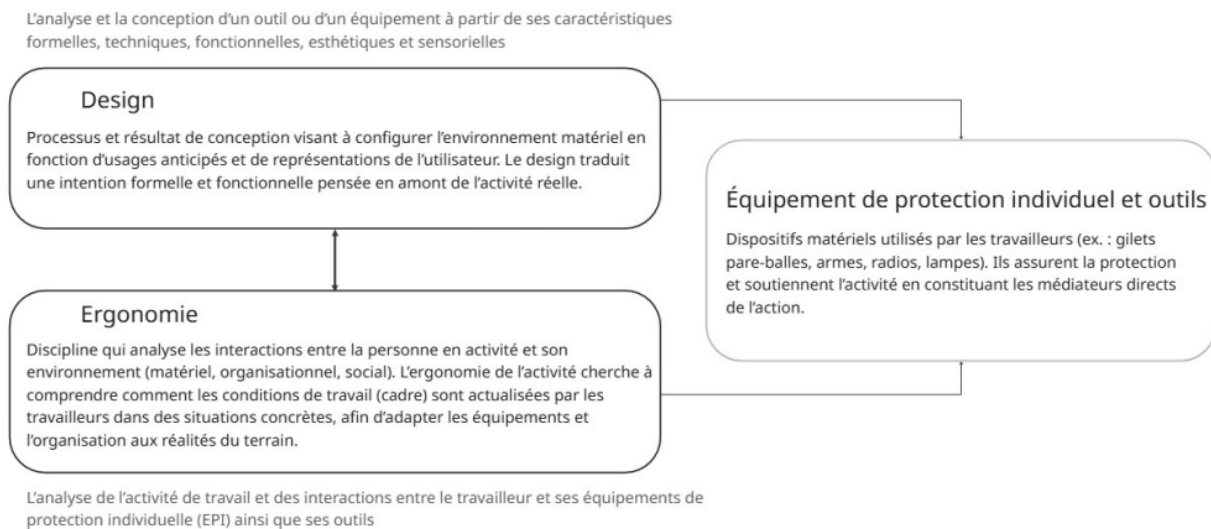 L'analyse et la conception d'un outil ou d'un équipement à partir de ses caractéristiques
formelles, techniques, fonctionnelles, esthétiques et sensorielles
Design
Processus et résultat de conception visant à configurer l'environnement matériel en
fonction d'usages anticipés et de représentations de l'utilisateur. Le design traduit
une intention formelle et fonctionnelle pensée en amont de l'activité réelle.
Équipement de protection individuel et outils
Dispositifs matériels utilisés par les travailleurs (ex. : gilets
pare-balles, armes, radios, lampes). Ils assurent la protection
et soutiennent l'activité en constituant les médiateurs directs
de l'action.
Ergonomie
Discipline qui analyse les interactions entre la personne en activité et son
environnement (matériel, organisationnel, social). L'ergonomie de l'activité cherche à
comprendre comment les conditions de travail (cadre) sont actualisées par les
travailleurs dans des situations concrètes, afin d'adapter les équipements et
l'organisation aux réalités du terrain.
L'analyse de l'activité de travail et des interactions entre le travailleur et ses équipements de
protection individuelle (EPI) ainsi que ses outils